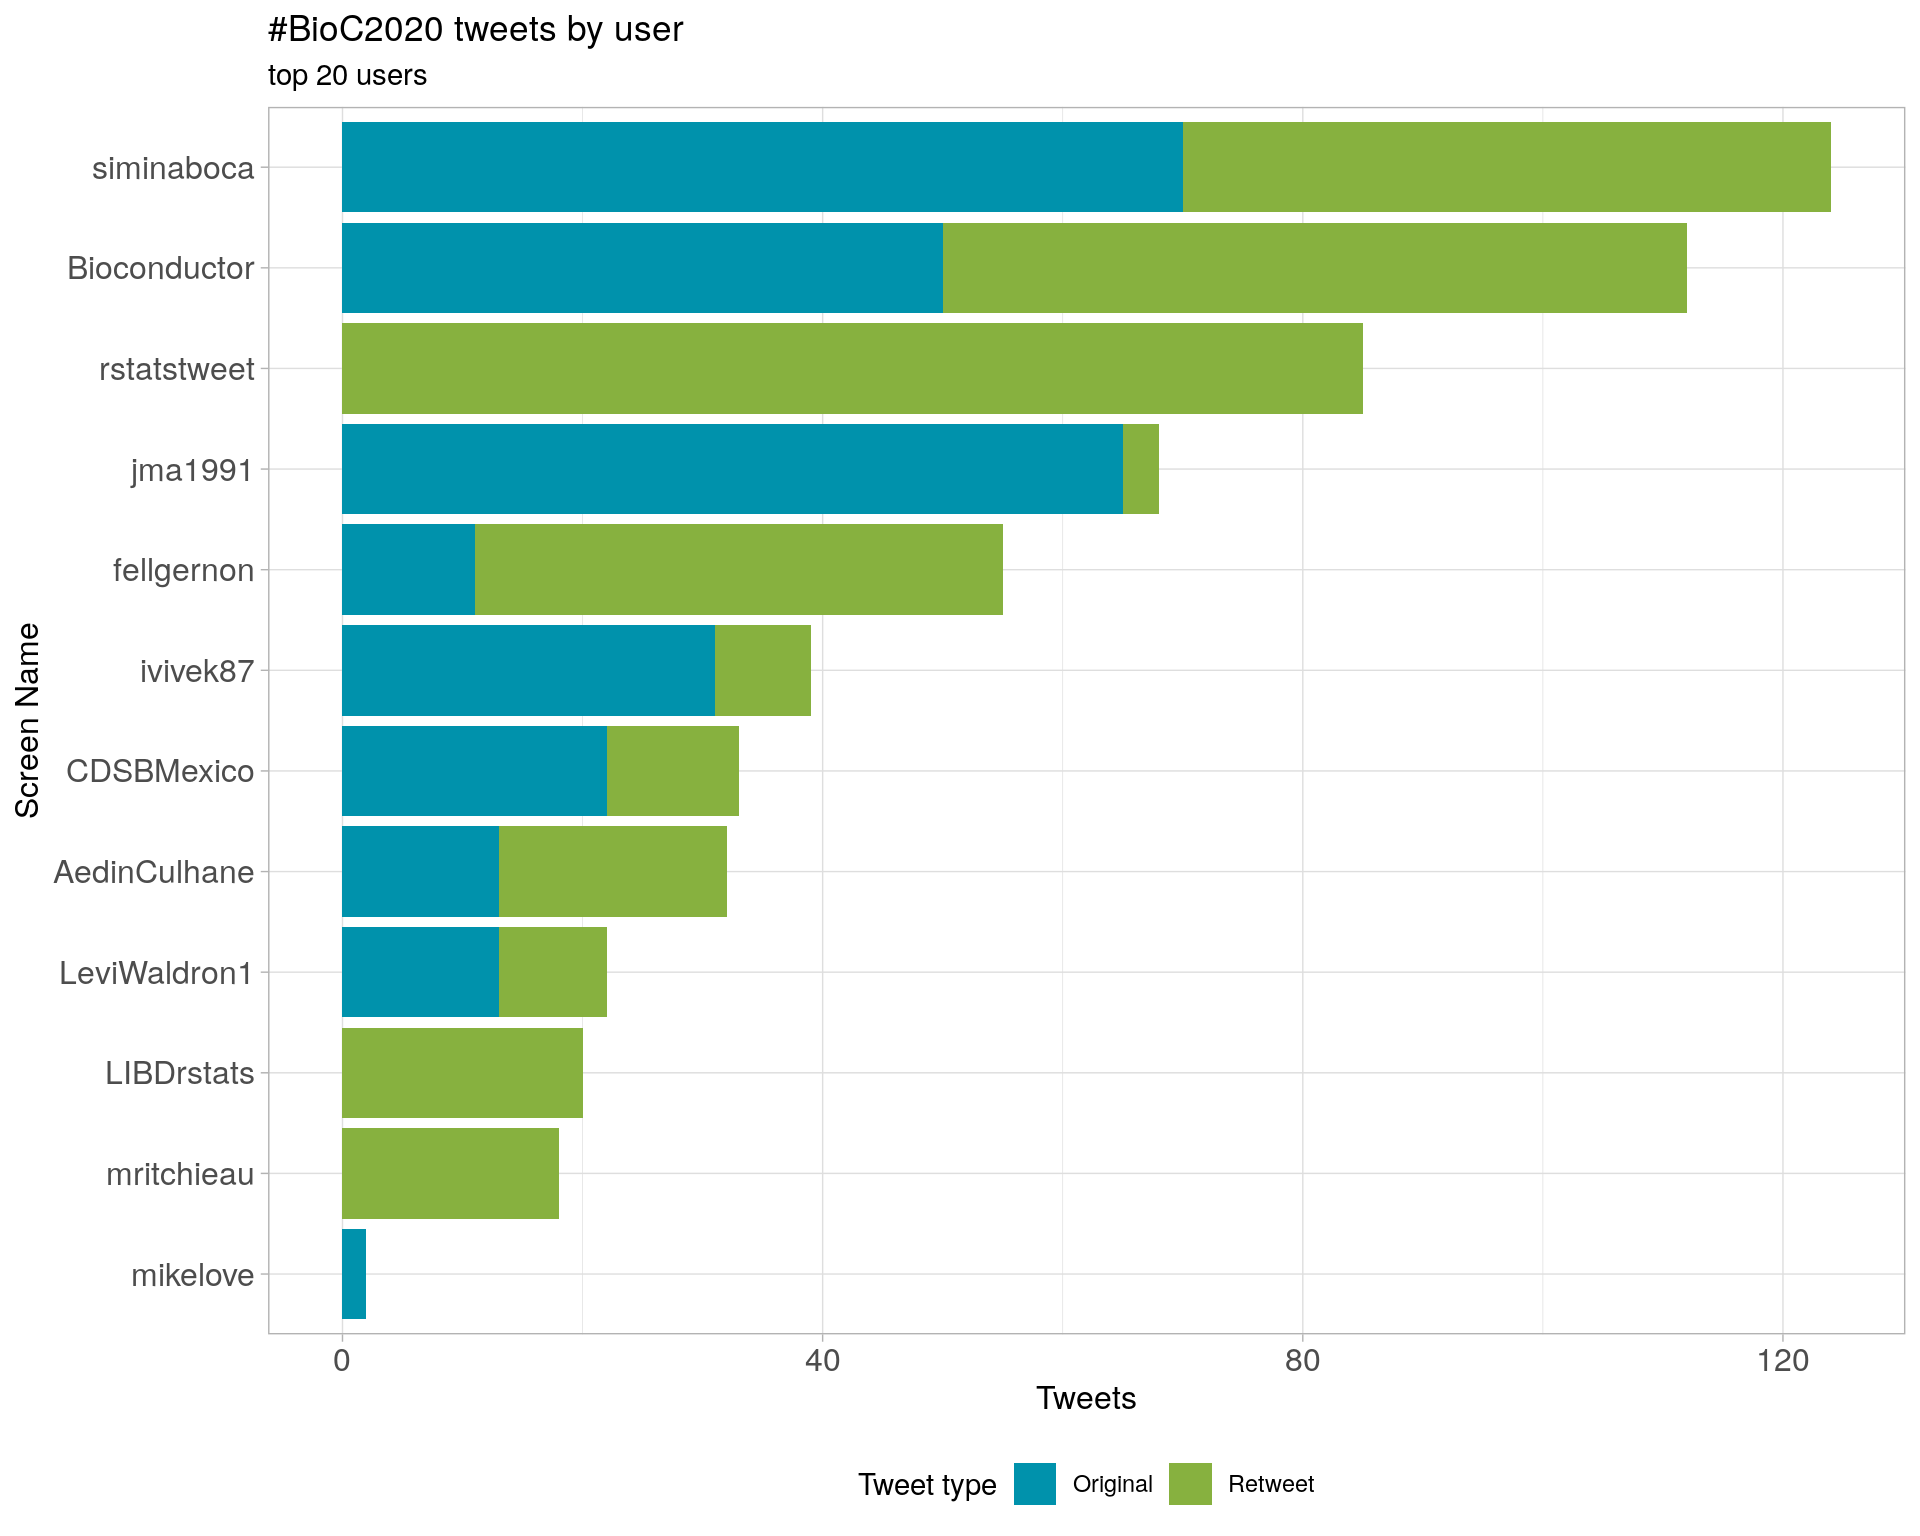 #BioC2020 tweets by user
top 20 users
Screen Name
siminaboca
Bioconductor
rstatstweet
jma1991
fellgernon
ivivek87
CDSBMexico
AedinCulhane
LeviWaldron1
LIBDrstats
mritchieau
mikelove
0 40 80 120
Tweets
Tweet type Original Retweet